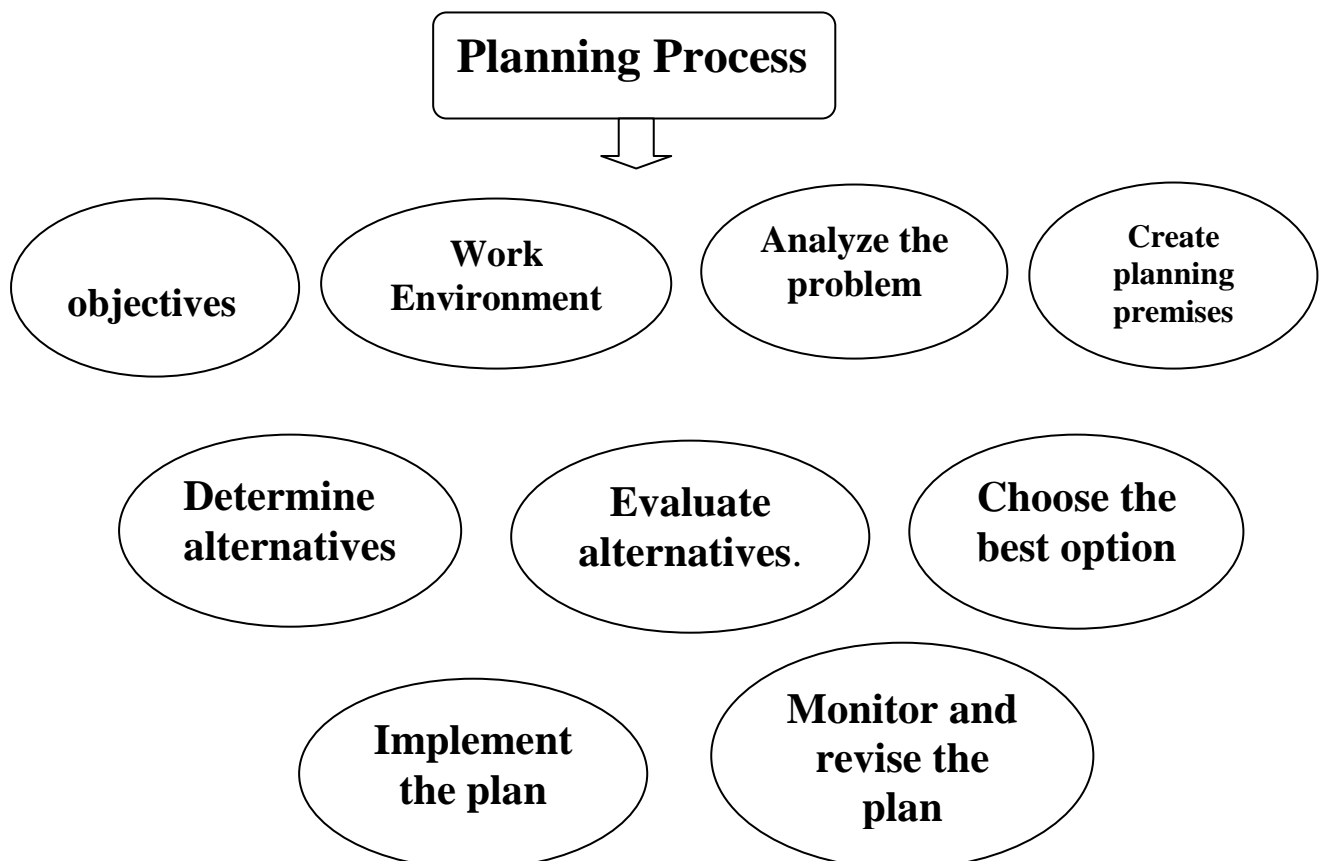 Planning Process
objectives
Work
Environment
Analyze the
problem
Create
planning
premises
Determine
alternatives
Evaluate
alternatives.
Choose the
best option
Implement
the plan
Monitor and
revise the
plan